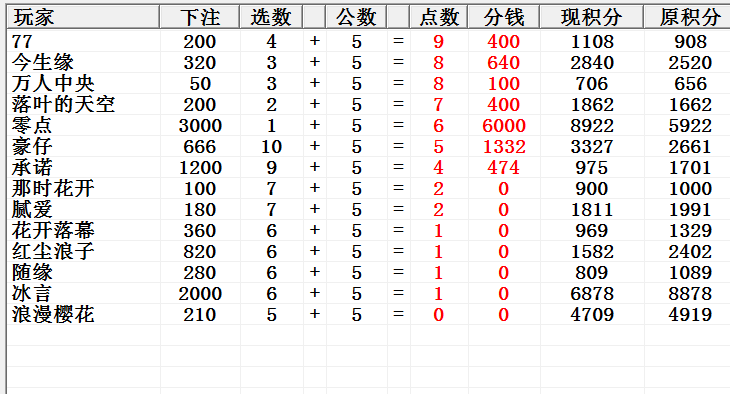 玩家 下注 选数 公数 点数 分钱 现积分 原积分
77 200 4 + 5 = 9 400 1108 908
今生缘 320 3 + 5 = 8 640 2840 2520
万人中央 50 3 + 5 = 8 100 706 656
落叶的天空 200 2 + 5 = 7 400 1862 1662
零点 3000 1 + 5 = 6 6000 8922 5922
豪仔 666 10 + 5 = 5 1332 3327 2661
承诺 1200 9 + 5 = 4 474 975 1701
那时花开 100 7 + 5 = 2 0 900 1000
腻爱 180 7 + 5 = 2 0 1811 1991
花开落幕 360 6 + 5 = 1 0 969 1329
红尘浪子 820 6 + 5 = 1 0 1582 2402
随缘 280 6 + 5 = 1 0 809 1089
冰言 2000 6 + 5 = 1 0 6878 8878
浪漫樱花 210 5 + 5 = 0 0 4709 4919